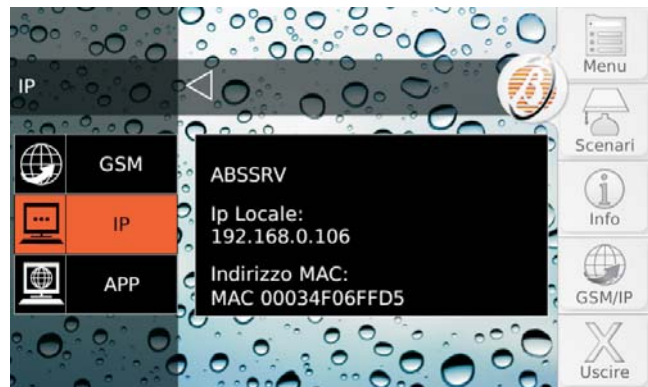 IP
GSM
IP
APP
ABSSRV
Ip Locale:
192.168.0.106
Indirizzo MAC:
MAC 00034F06FFD5
Menu
Scenari
Info
GSM/IP
Uscire